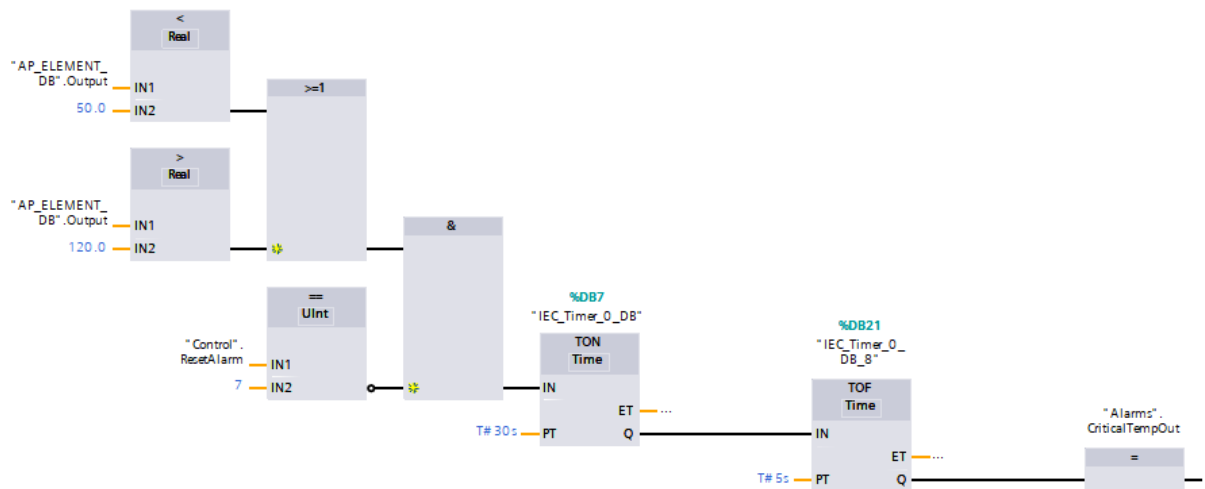 <
Real
"AP_ELEMENT_
DB".Output
IN1
50.0
IN2
>=1
>
Real
"AP_ELEMENT_
DB".Output
IN1
120.0
IN2
&
==
UInt
"Control".
ResetAlarm
IN1
7
IN2
%DB7
"IEC_Timer_0_DB"
TON
Time
IN
ET
...
T#30s
PT
Q
%DB21
"IEC_Timer_0_
DB_8"
TOF
Time
IN
ET
...
T#5s
PT
Q
"Alarms".
CriticalTempOut
=